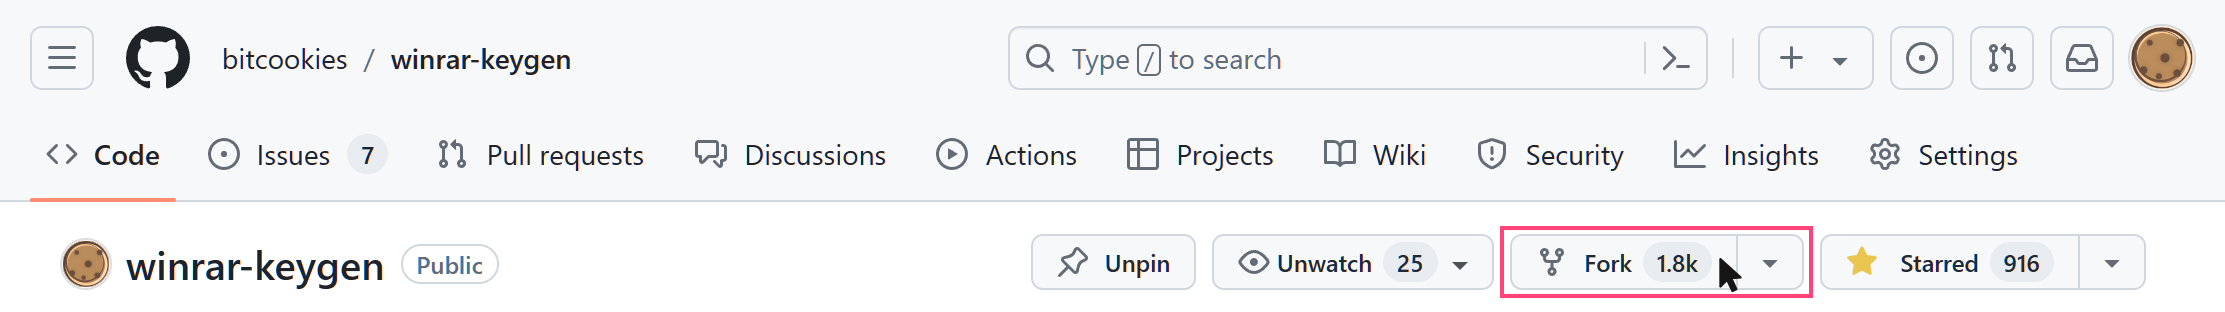 bitcookies / winrar-keygen Type / to search
Code Issues 7 Pull requests Discussions Actions Projects Wiki Security Insights Settings
winrar-keygen Public Unpin Unwatch 25 Fork 1.8k Starred 916